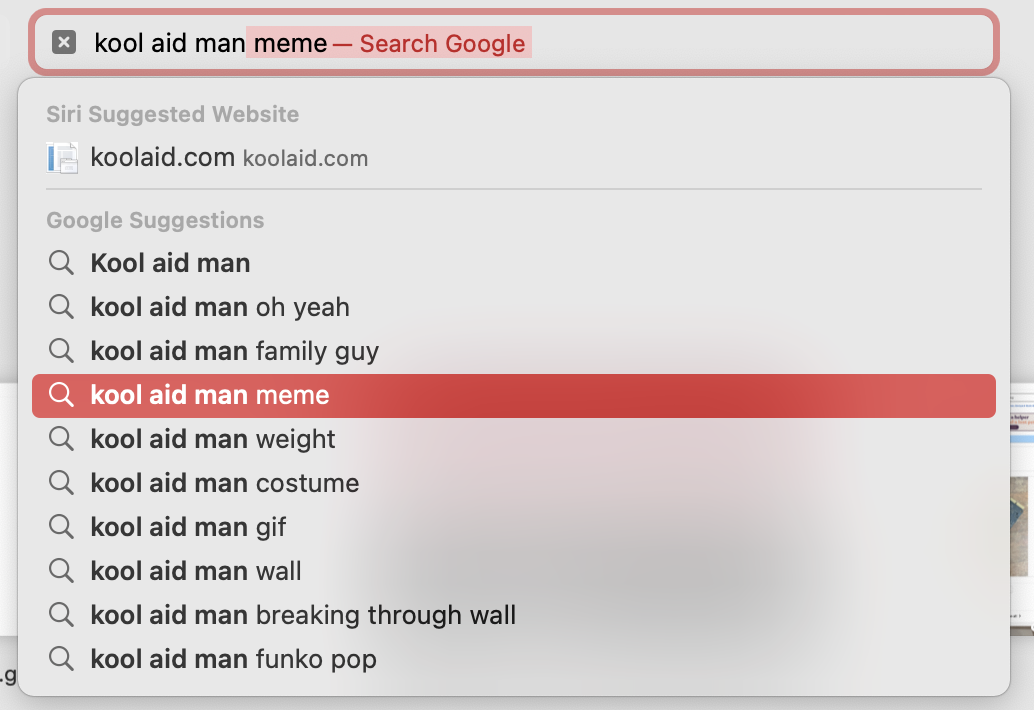 kool aid man meme — Search Google
Siri Suggested Website
koolaid.com koolaid.com
Google Suggestions
Kool aid man
kool aid man oh yeah
kool aid man family guy
kool aid man meme
kool aid man weight
kool aid man costume
kool aid man gif
kool aid man wall
kool aid man breaking through wall
kool aid man funko pop
.g